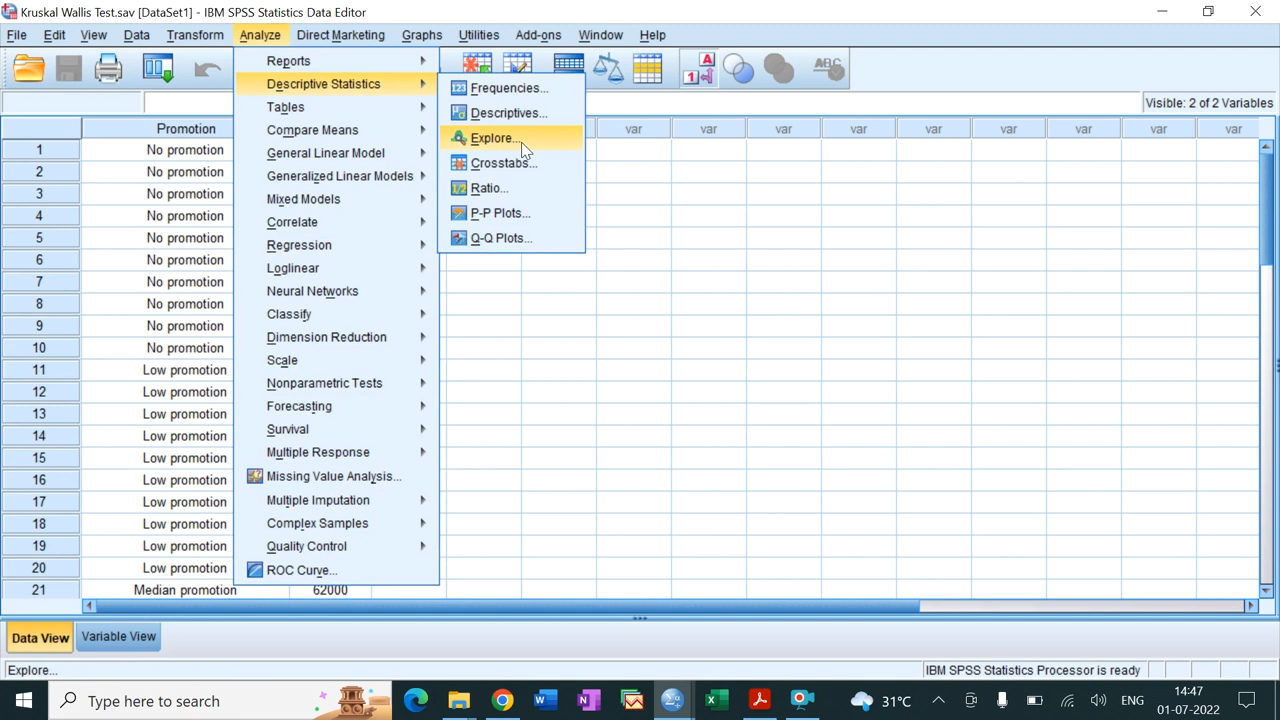 Kruskal Wallis Test.sav [DataSet1] - IBM SPSS Statistics Data Editor
File Edit View Data Transform Analyze Direct Marketing Graphs Utilities Add-ons Window Help
Reports
Descriptive Statistics
Tables
Compare Means
General Linear Model
Generalized Linear Models
Mixed Models
Correlate
Regression
Loglinear
Neural Networks
Classify
Dimension Reduction
Scale
Nonparametric Tests
Forecasting
Survival
Multiple Response
Missing Value Analysis...
Multiple Imputation
Complex Samples
Quality Control
ROC Curve...
123 Frequencies...
Descriptives...
Explore...
Crosstabs...
1/2 Ratio...
P-P Plots...
Q-Q Plots...
A
1
ABC
Visible: 2 of 2 Variables
Promotion var var var var var var var var var
1 No promotion
2 No promotion
3 No promotion
4 No promotion
5 No promotion
6 No promotion
7 No promotion
8 No promotion
9 No promotion
10 No promotion
11 Low promotion
12 Low promotion
13 Low promotion
14 Low promotion
15 Low promotion
16 Low promotion
17 Low promotion
18 Low promotion
19 Low promotion
20 Low promotion
21 Median promotion 62000
Data View Variable View
Explore... IBM SPSS Statistics Processor is ready
Type here to search 31°C ENG 14:47
01-07-2022